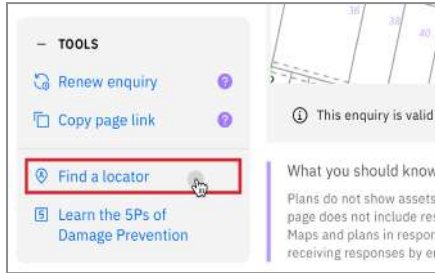 – TOOLS
Renew enquiry ?
Copy page link ?
Find a locator
5 Learn the 5Ps of
Damage Prevention
36
38
40
This enquiry is valid
What you should know
Plans do not show assets
page does not include res
Maps and plans in respon
receiving responses by e